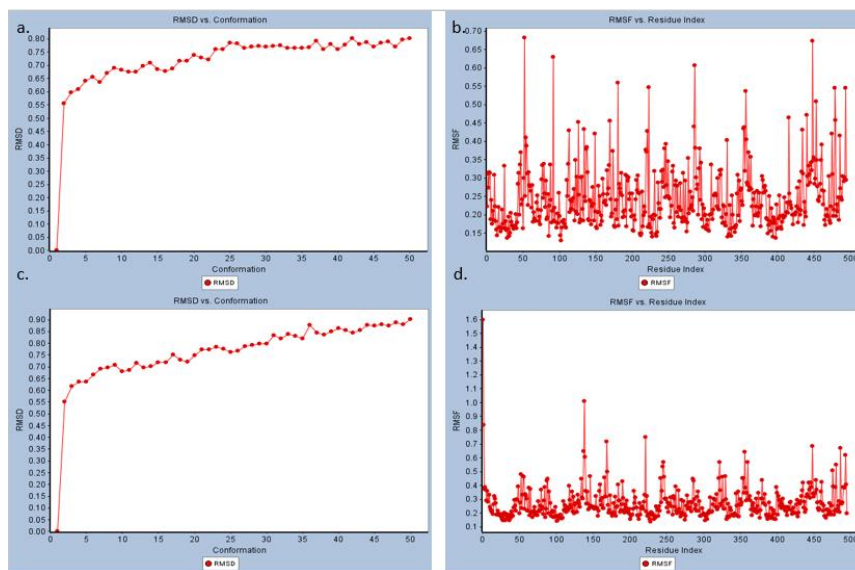 a.
RMSD vs. Conformation
0.80
0.75
0.70
0.65
0.60
0.55
0.50
0.45
0.40
0.35
0.30
0.25
0.20
0.15
0.10
0.05
0.00
RMSD
0 5 10 15 20 25 30 35 40 45 50
Conformation
RMSD
b.
RMSF vs. Residue Index
0.70
0.65
0.60
0.55
0.50
0.45
0.40
0.35
0.30
0.25
0.20
0.15
RMSF
0 50 100 150 200 250 300 350 400 450 500
Residue Index
RMSF
c.
RMSD vs. Conformation
0.90
0.85
0.80
0.75
0.70
0.65
0.60
0.55
0.50
0.45
0.40
0.35
0.30
0.25
0.20
0.15
0.10
0.05
0.00
RMSD
0 5 10 15 20 25 30 35 40 45 50
Conformation
RMSD
d.
RMSF vs. Residue Index
1.6
1.5
1.4
1.3
1.2
1.1
1.0
0.9
0.8
0.7
0.6
0.5
0.4
0.3
0.2
0.1
RMSF
0 50 100 150 200 250 300 350 400 450 500
Residue Index
RMSF